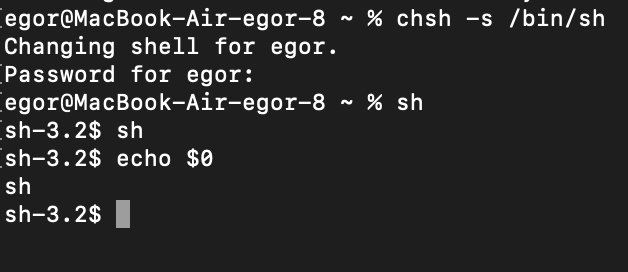 [egor@MacBook-Air-egor-8 ~ % chsh -s /bin/sh
Changing shell for egor.
[Password for egor:
[egor@MacBook-Air-egor-8 ~ % sh
[sh-3.2$ sh
[sh-3.2$ echo $0
sh
sh-3.2$